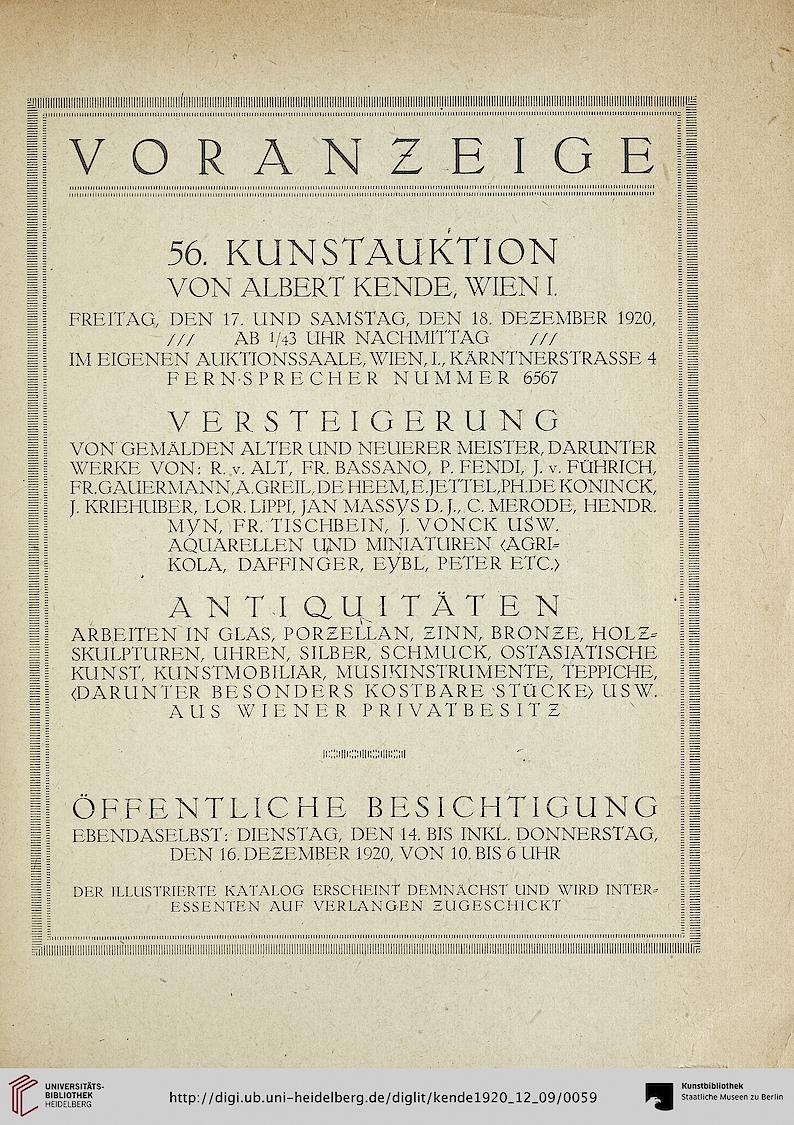 VORANZEIGE
56. KUNSTAUKTION
VON ALBERT KENDE, WIEN I.
FREITAG, DEN 17. UND SAMSTAG, DEN 18. DEZEMBER 1920,
/// AB 1/43 UHR NACHMITTAG ///
IM EIGENEN AUKTIONSSAALE, WIEN, I., KÄRNTNERSTRASSE 4
FERNSPRECHER NUMMER 6567
VERSTEIGERUNG
VON GEMÄLDEN ALTER UND NEUERER MEISTER, DARUNTER
WERKE VON: R. v. ALT, FR. BASSANO, P. FENDI, J. v. FÜHRICH,
FR. GAUERMANN, A. GREIL, DE HEEM, E. JETTEL, PH. DE KONINCK,
J. KRIEHUBER, LOR. LIPPI, JAN MASSYS D. J., C. MERODE, HENDR.
MYN, FR. TISCHBEIN, J. VONCK USW.
AQUARELLEN UND MINIATUREN (AGRI=
KOLA, DAFFINGER, EYBL, PETER ETC.)
ANTIQUITÄTEN
ARBEITEN IN GLAS, PORZELLAN, ZINN, BRONZE, HOLZ=
SKULPTUREN, UHREN, SILBER, SCHMUCK, OSTASIATISCHE
KUNST, KUNSTMOBILIAR, MUSIKINSTRUMENTE, TEPPICHE,
(DARUNTER BESONDERS KOSTBARE STÜCKE) USW.
AUS WIENER PRIVATBESITZ
ÖFFENTLICHE BESICHTIGUNG
EBENDASELBST: DIENSTAG, DEN 14. BIS INKL. DONNERSTAG,
DEN 16. DEZEMBER 1920, VON 10. BIS 6 UHR
DER ILLUSTRIERTE KATALOG ERSCHEINT DEMNÄCHST UND WIRD INTER=
ESSENTEN AUF VERLANGEN ZUGESCHICKT
UNIVERSITÄTS-
BIBLIOTHEK
HEIDELBERG
http://digi.ub.uni-heidelberg.de/diglit/kende1920_12_09/0059
Kunstbibliothek
Staatliche Museen zu Berlin